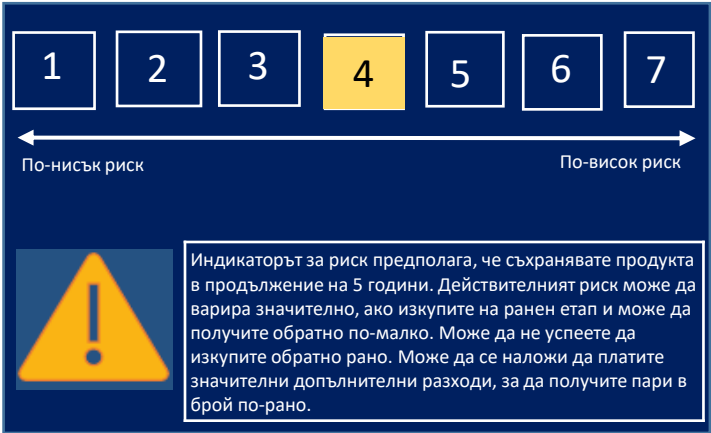 1 2 3 4 5 6 7
По-нисък риск По-висок риск
Индикаторът за риск предполага, че съхранявате продукта
в продължение на 5 години. Действителният риск може да
варира значително, ако изкупите на ранен етап и може да
получите обратно по-малко. Може да не успеете да
изкупите обратно рано. Може да се наложи да платите
значителни допълнителни разходи, за да получите пари в
брой по-рано.